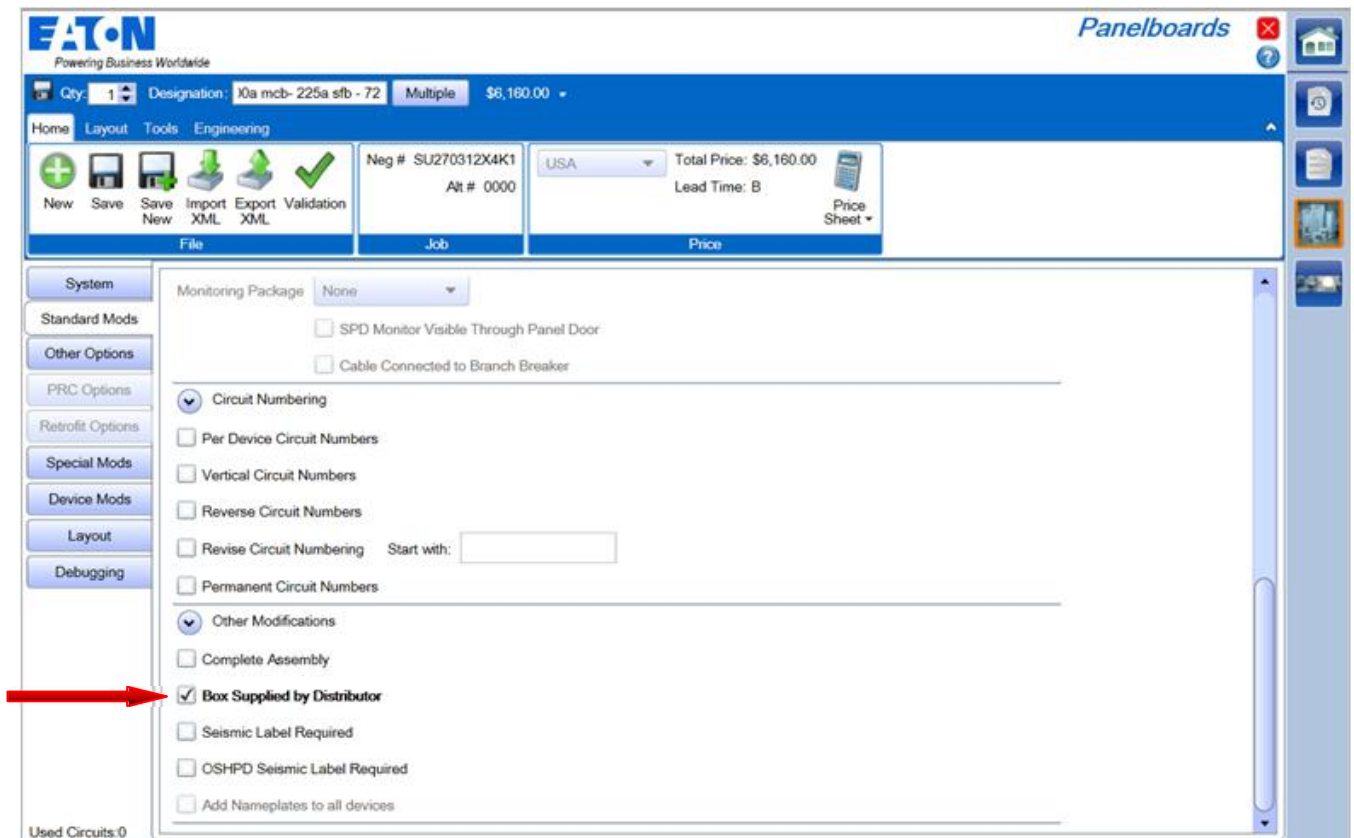 EATON
Powering Business Worldwide
Panelboards
Qty: 1 Designation: l0a mcb- 225a sfb - 72 Multiple $6,160.00
Home Layout Tools Engineering
New Save Save New Import XML Export XML Validation
File
Neg # SU270312X4K1
Alt # 0000
Job
USA Total Price: $6,160.00
Lead Time: B
Price Sheet
Price
System
Standard Mods
Other Options
PRC Options
Retrofit Options
Special Mods
Device Mods
Layout
Debugging
Used Circuits:0
Monitoring Package None
SPD Monitor Visible Through Panel Door
Cable Connected to Branch Breaker
Circuit Numbering
Per Device Circuit Numbers
Vertical Circuit Numbers
Reverse Circuit Numbers
Revise Circuit Numbering Start with:
Permanent Circuit Numbers
Other Modifications
Complete Assembly
Box Supplied by Distributor
Seismic Label Required
OSHPD Seismic Label Required
Add Nameplates to all devices